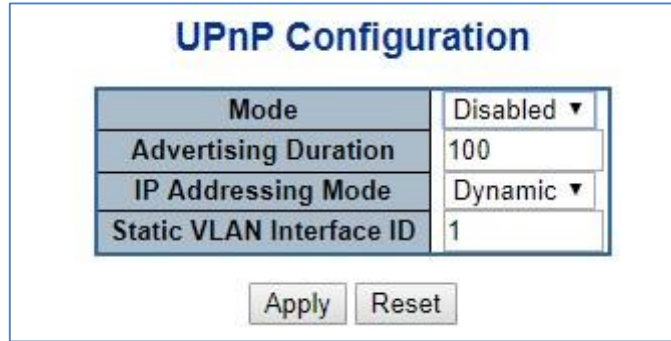 UPnP Configuration
Mode Disabled
Advertising Duration 100
IP Addressing Mode Dynamic
Static VLAN Interface ID 1
Apply Reset